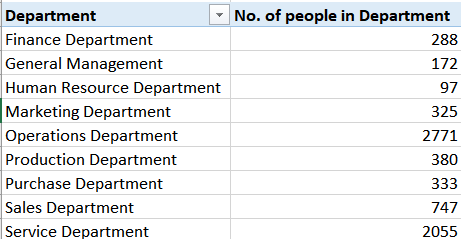 Department No. of people in Department
Finance Department 288
General Management 172
Human Resource Department 97
Marketing Department 325
Operations Department 2771
Production Department 380
Purchase Department 333
Sales Department 747
Service Department 2055